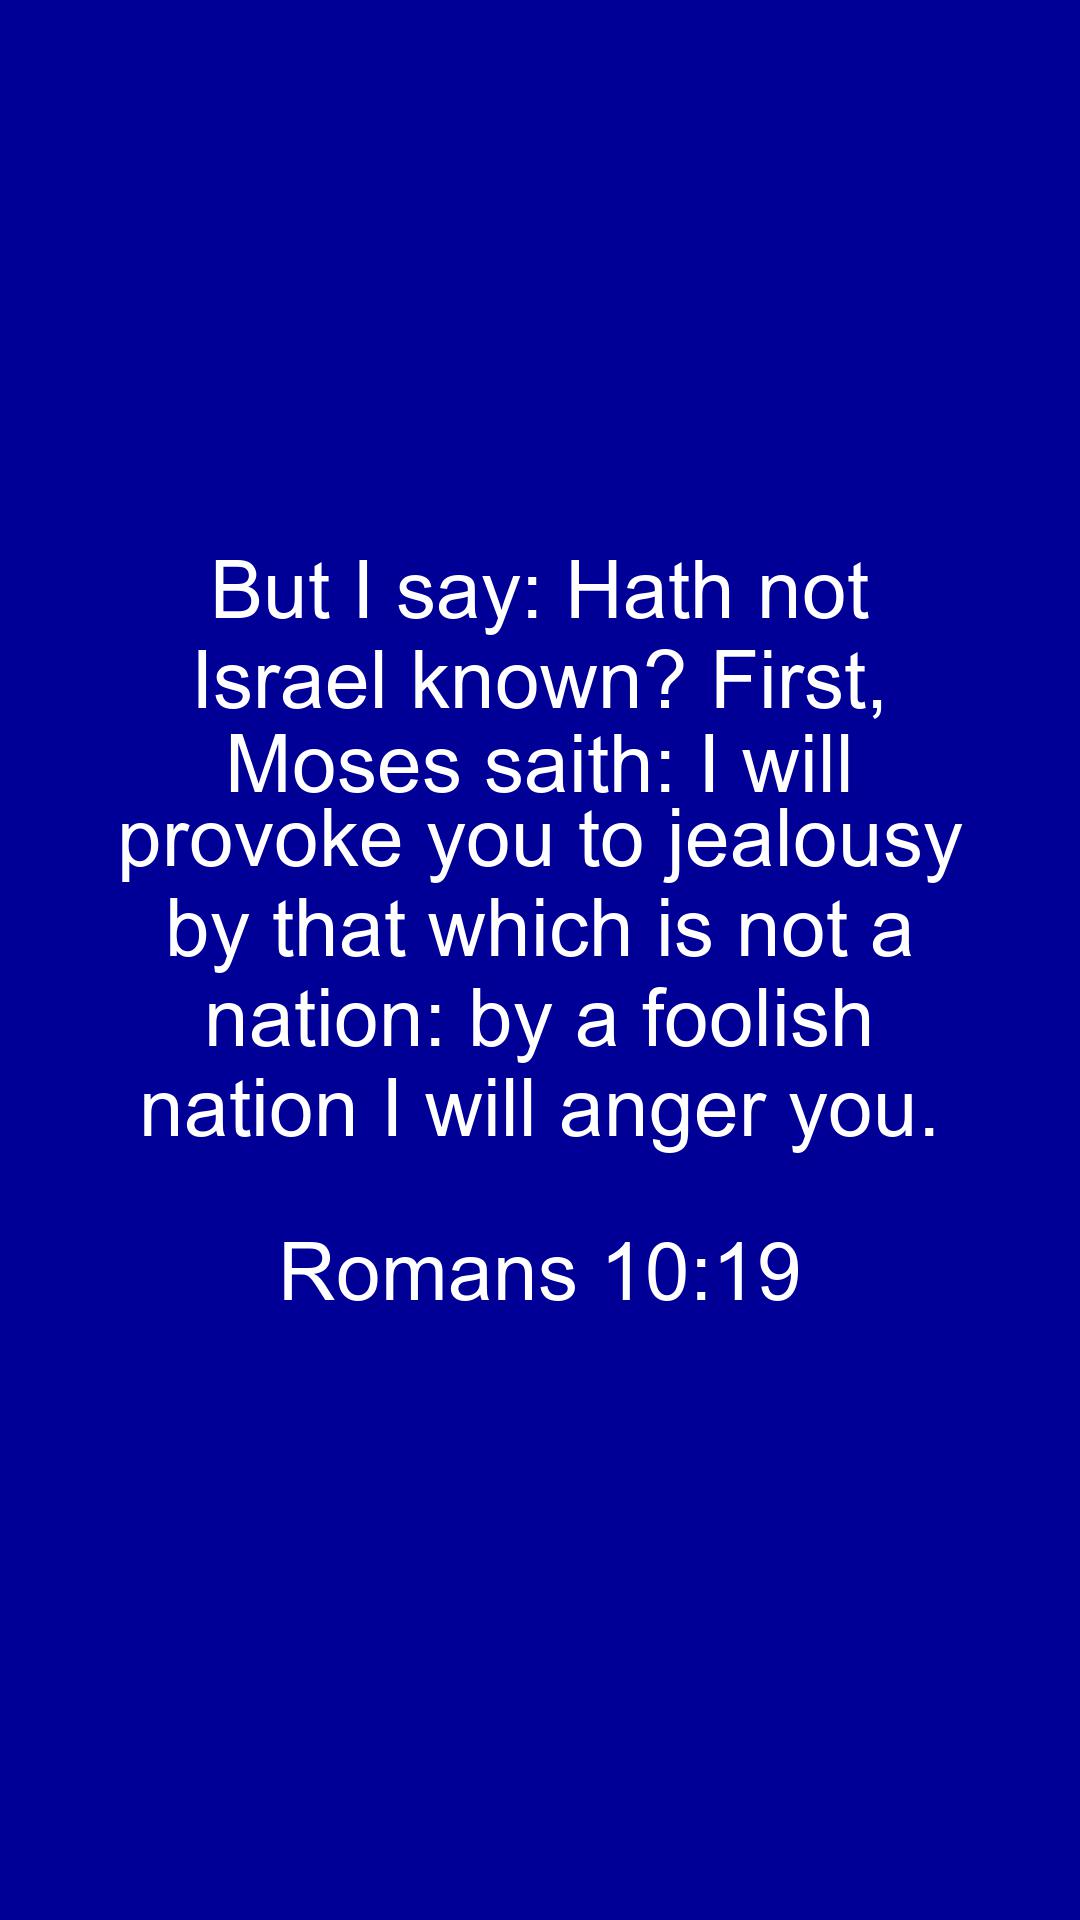 But I say: Hath not
Israel known? First,
Moses saith: I will
provoke you to jealousy
by that which is not a
nation: by a foolish
nation I will anger you.
Romans 10:19